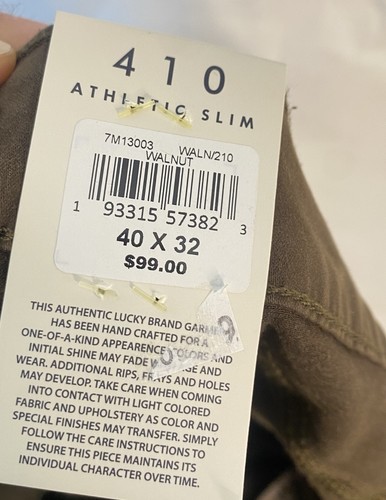 410
ATHLETIC SLIM
7M13003 WALN/210
WALNUT
1 93315 57382 3
40 X 32
$99.00
THIS AUTHENTIC LUCKY BRAND
HAS BEEN HAND CRAFTED FOR A
ONE-OF-A-KIND APPEARENCE COLORS AND
INITIAL SHINE MAY FADE AND
WEAR. ADDITIONAL RIPS, FRAYS AND HOLES
MAY DEVELOP. TAKE CARE WHEN COMING
INTO CONTACT WITH LIGHT COLORED
FABRIC AND UPHOLSTERY AS COLOR AND
SPECIAL FINISHES MAY TRANSFER. SIMPLY
FOLLOW THE CARE INSTRUCTIONS TO
ENSURE THIS PIECE MAINTAINS ITS
INDIVIDUAL CHARACTER OVER TIME.